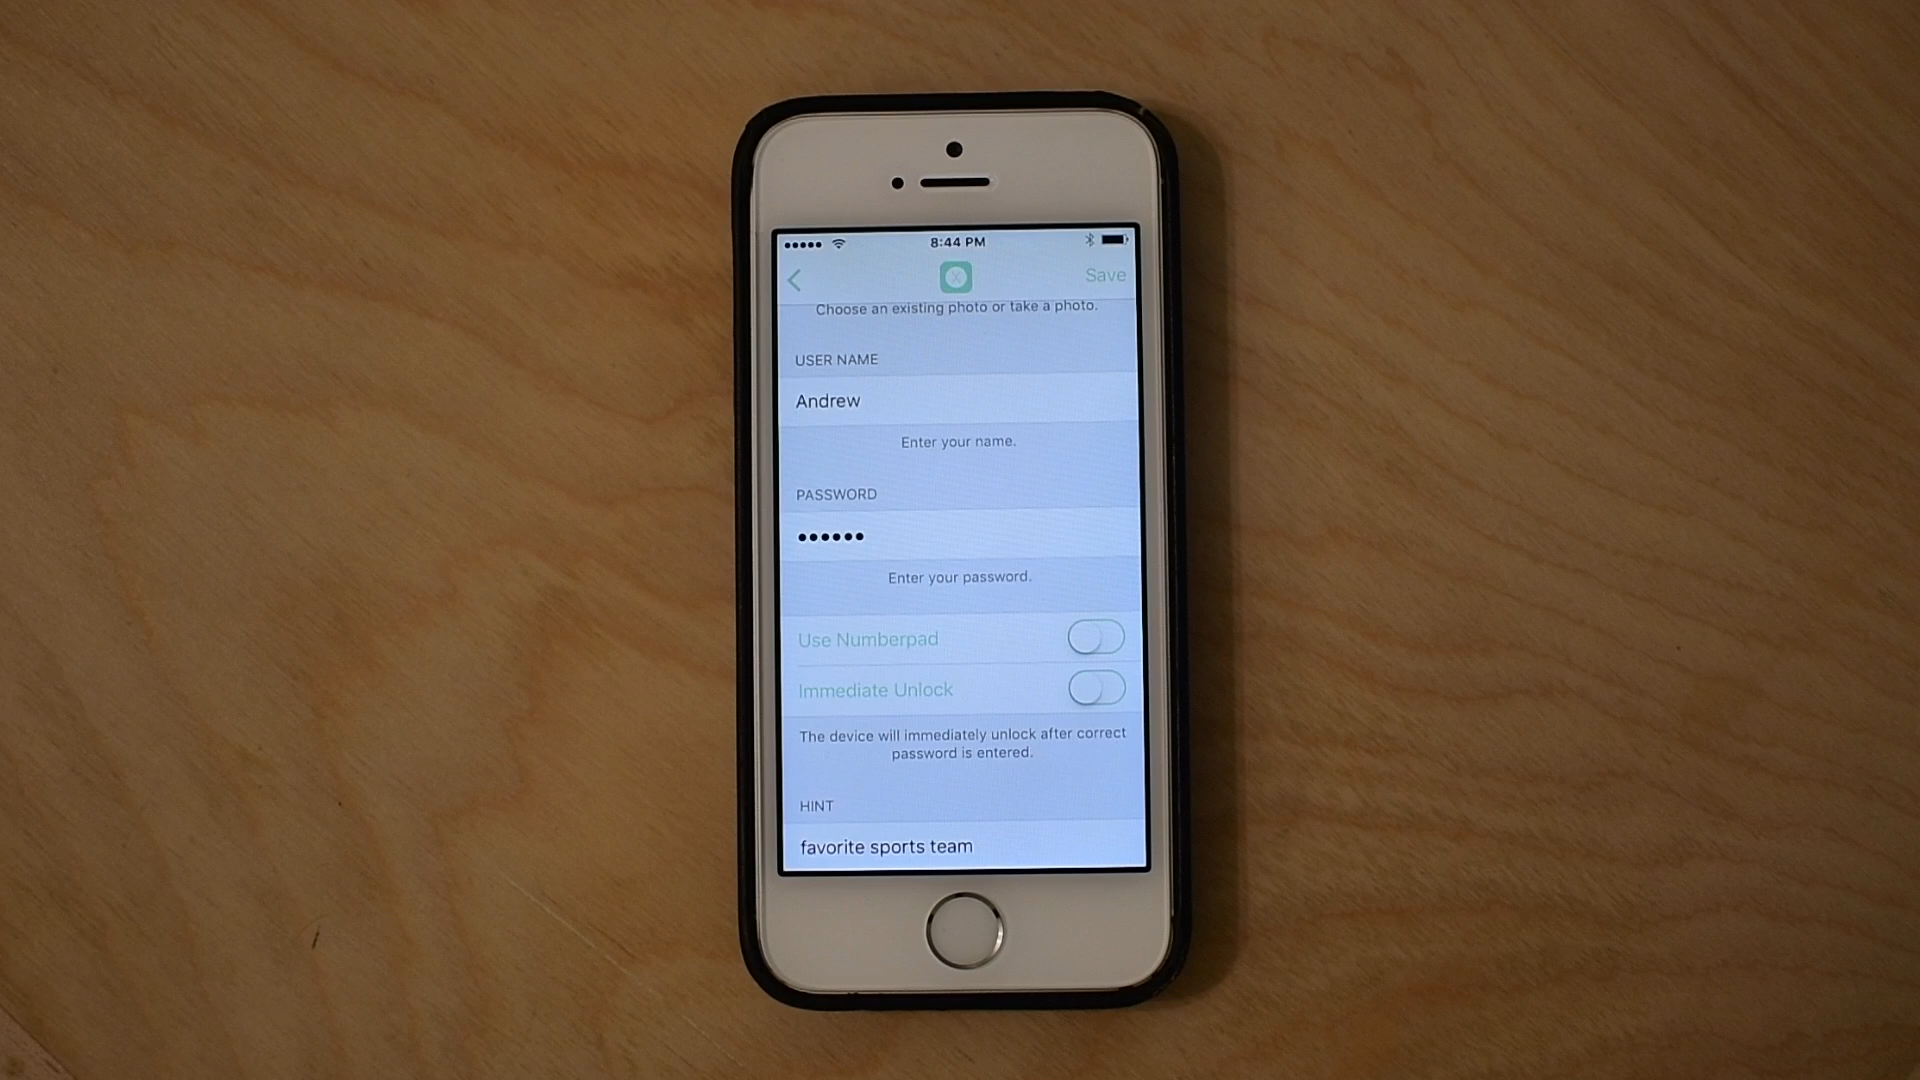 8:44 PM
Save
Choose an existing photo or take a photo.
USER NAME
Andrew
Enter your name.
PASSWORD
••••••
Enter your password.
Use Numberpad
Immediate Unlock
The device will immediately unlock after correct
password is entered.
HINT
favorite sports team